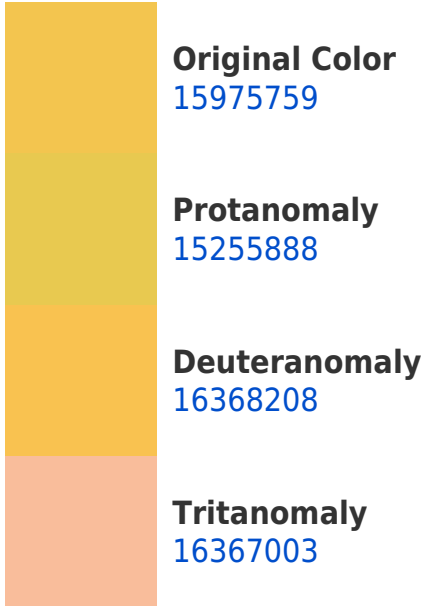 Original Color
15975759
Protanomaly
15255888
Deuteranomaly
16368208
Tritanomaly
16367003